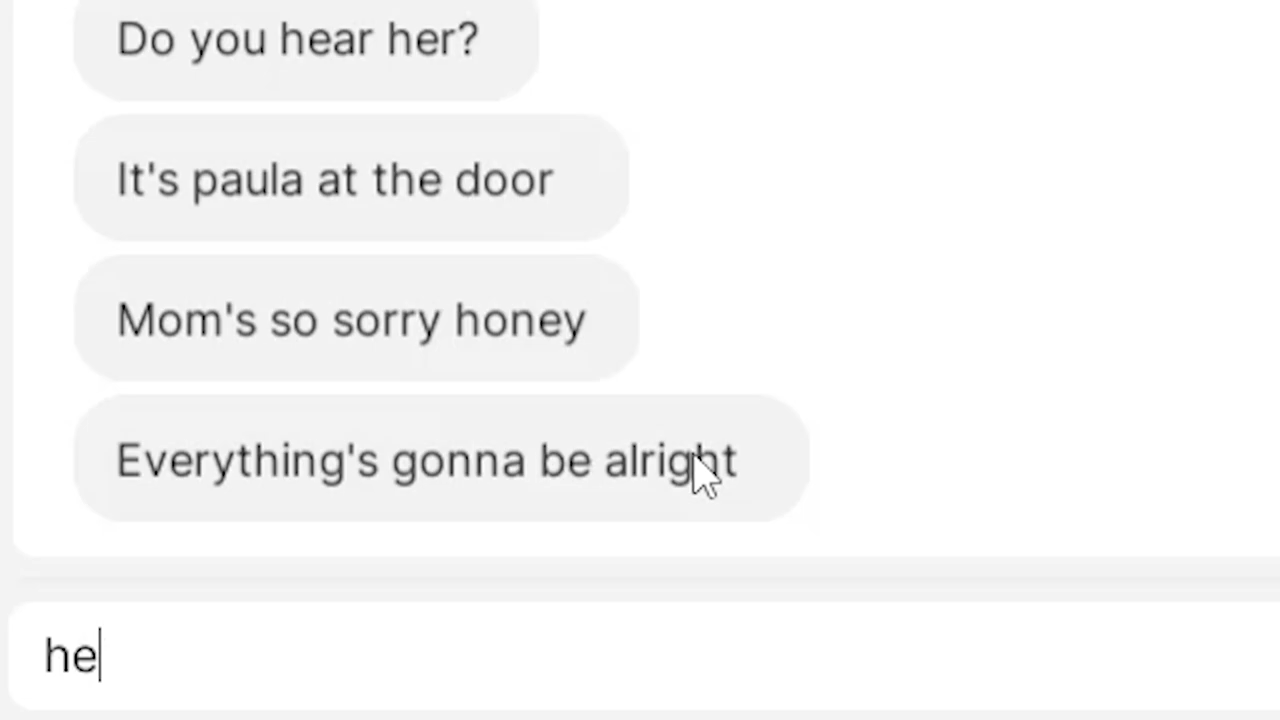 Do you hear her?
It's paula at the door
Mom's so sorry honey
Everything's gonna be alright
he